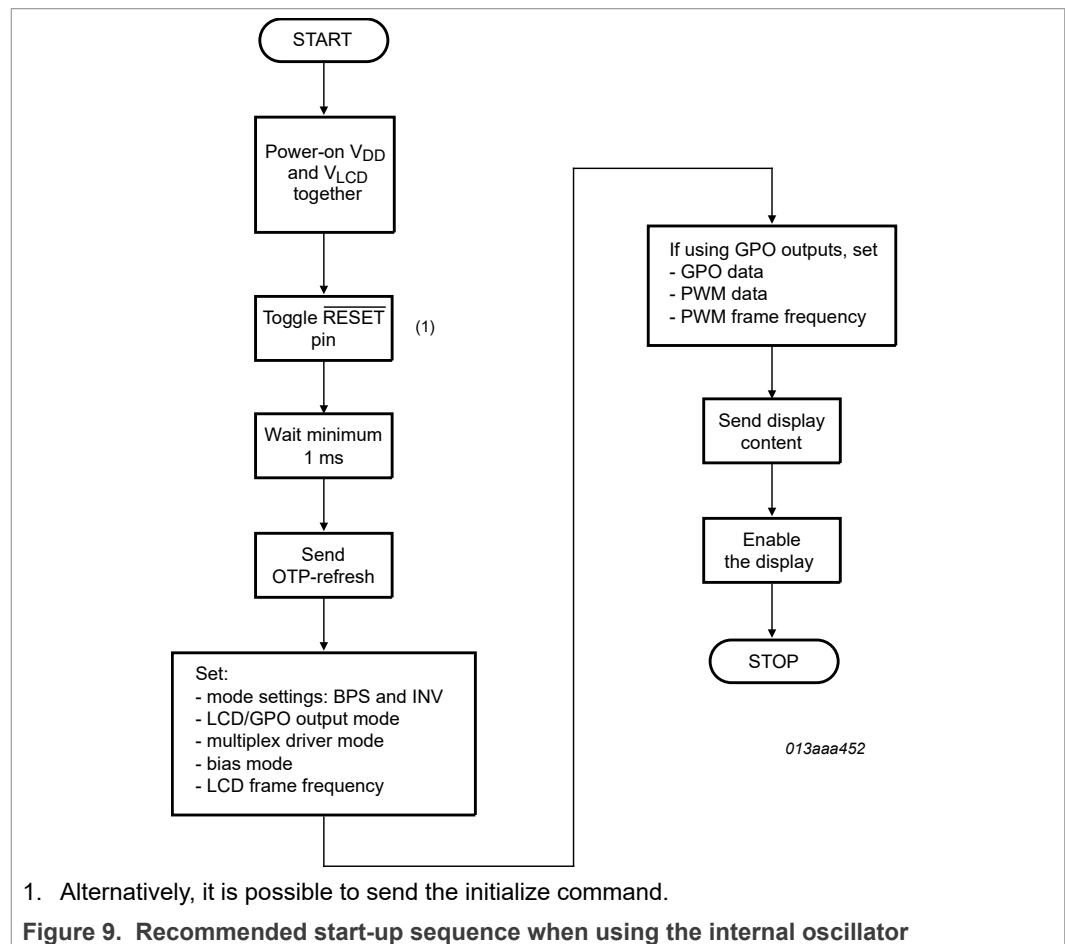 START
Power-on VDD
and VLCD
together
Toggle RESET
pin
(1)
Wait minimum
1 ms
Send
OTP-refresh
Set:
- mode settings: BPS and INV
- LCD/GPO output mode
- multiplex driver mode
- bias mode
- LCD frame frequency
If using GPO outputs, set
- GPO data
- PWM data
- PWM frame frequency
Send display
content
Enable
the display
STOP
013aaa452
1. Alternatively, it is possible to send the initialize command.
Figure 9. Recommended start-up sequence when using the internal oscillator